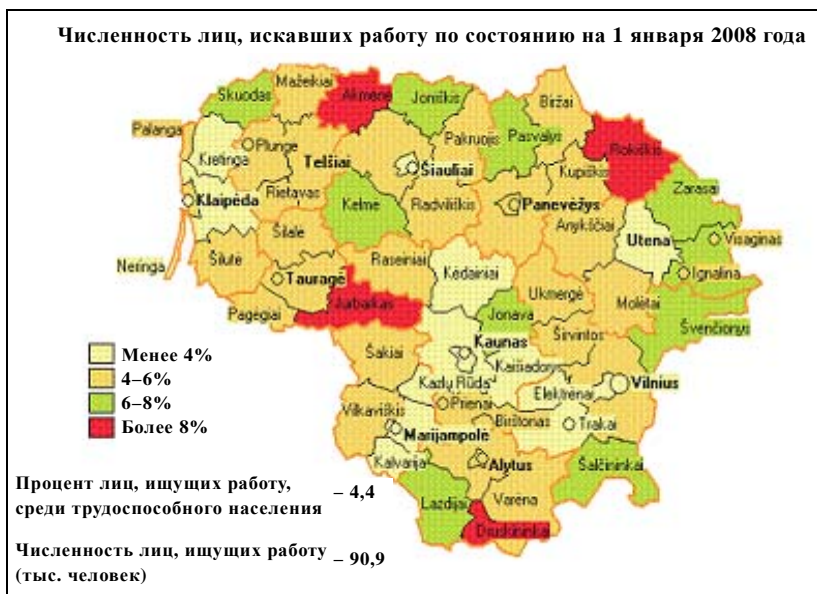 Численность лиц, искавших работу по состоянию на 1 января 2008 года
Mažeikiai
Skuodas
Akmenė
Joniškis
Biržai
Palanga
Pakruojis
Pasvalys
Rokiškis
Kretinga
Plungė
Telšiai
Šiauliai
Kupiškis
Zarasai
Klaipėda
Rietavas
Kelmė
Radviliškis
Panevėžys
Anykščiai
Utena
Visaginas
Šilalė
Neringa
Šilutė
Tauragė
Raseiniai
Kėdainiai
Ignalina
Ukmergė
Molėtai
Pagėgiai
Jurbarkas
Jonava
Švenčionys
Širvintos
Šakiai
Kaunas
Kaišiadorys
Kazlų Rūda
Elektrėnai
Vilnius
Vilkaviškis
Prienai
Birštonas
Trakai
Marijampolė
Kalvarija
Alytus
Šalčininkai
Lazdijai
Varėna
Druskininkai
Менее 4%
4–6%
6–8%
Более 8%
Процент лиц, ищущих работу,
среди трудоспособного населения – 4,4
Численность лиц, ищущих работу – 90,9
(тыс. человек)